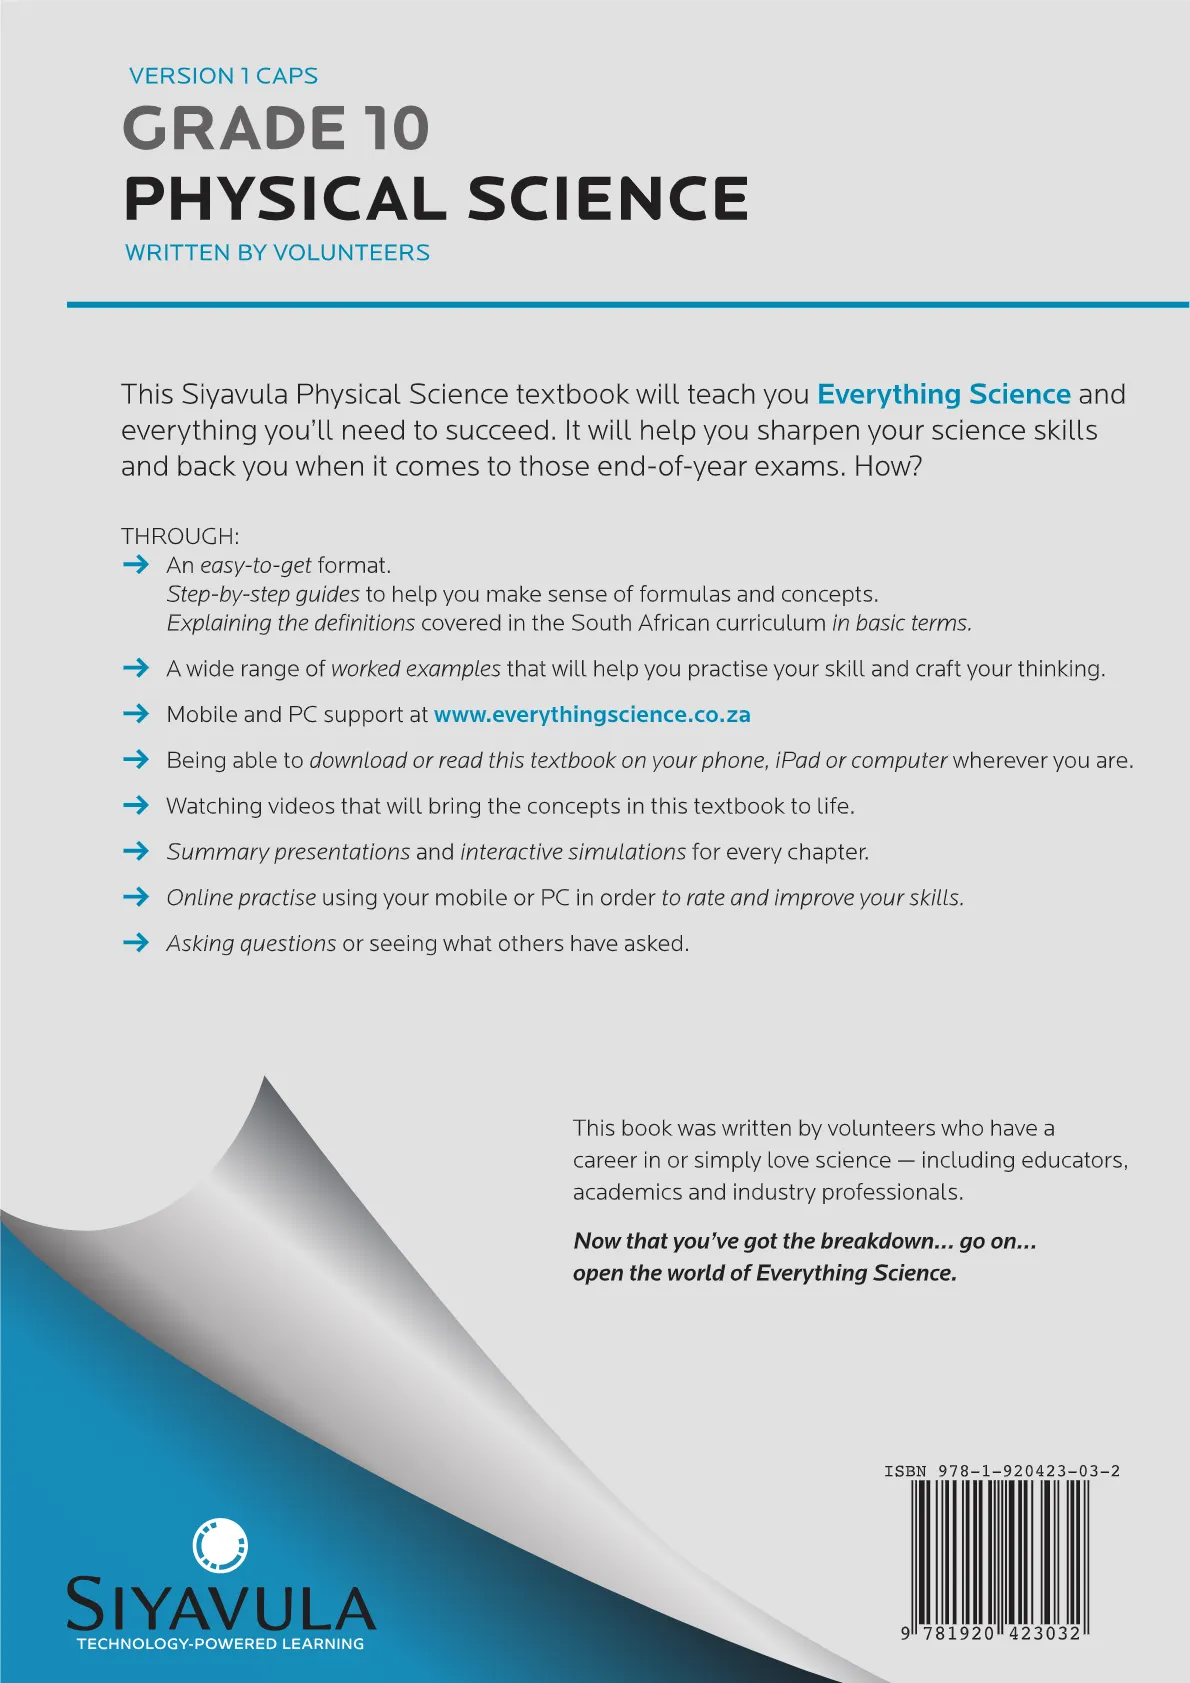 VERSION 1 CAPS
GRADE 10
PHYSICAL SCIENCE
WRITTEN BY VOLUNTEERS
This Siyavula Physical Science textbook will teach you Everything Science and
everything you’ll need to succeed. It will help you sharpen your science skills
and back you when it comes to those end-of-year exams. How?
THROUGH:
→ An easy-to-get format.
Step-by-step guides to help you make sense of formulas and concepts.
Explaining the definitions covered in the South African curriculum in basic terms.
→ A wide range of worked examples that will help you practise your skill and craft your thinking.
→ Mobile and PC support at www.everythingscience.co.za
→ Being able to download or read this textbook on your phone, iPad or computer wherever you are.
→ Watching videos that will bring the concepts in this textbook to life.
→ Summary presentations and interactive simulations for every chapter.
→ Online practise using your mobile or PC in order to rate and improve your skills.
→ Asking questions or seeing what others have asked.
This book was written by volunteers who have a
career in or simply love science — including educators,
academics and industry professionals.
Now that you’ve got the breakdown... go on...
open the world of Everything Science.
ISBN 978-1-920423-03-2
9 781920 423032
SIYAVULA
TECHNOLOGY-POWERED LEARNING